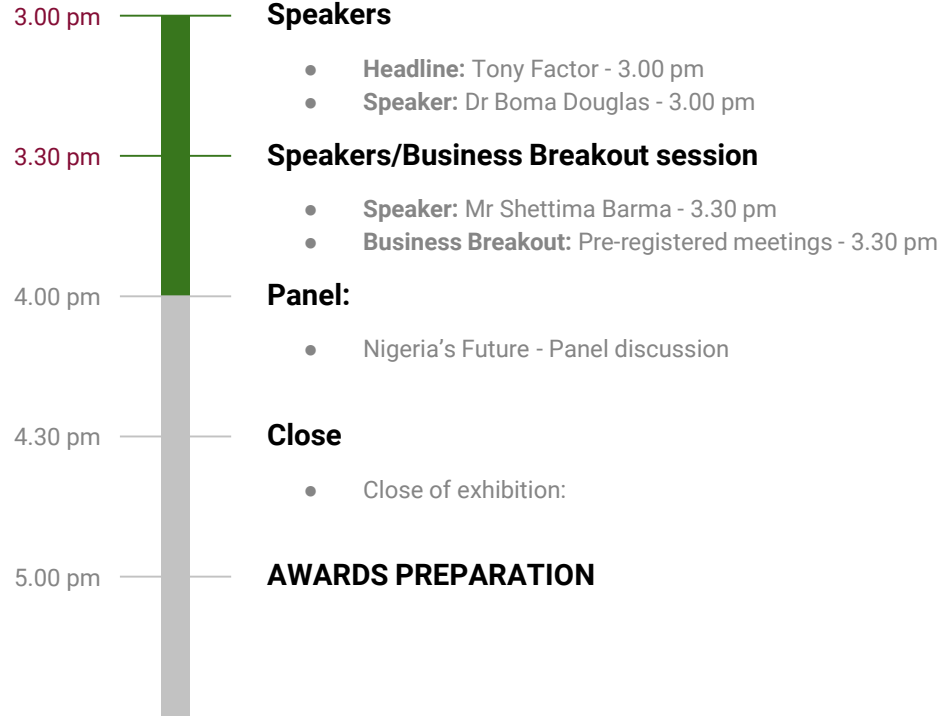 3.00 pm Speakers
● Headline: Tony Factor - 3.00 pm
● Speaker: Dr Boma Douglas - 3.00 pm
3.30 pm Speakers/Business Breakout session
● Speaker: Mr Shettima Barma - 3.30 pm
● Business Breakout: Pre-registered meetings - 3.30 pm
4.00 pm Panel:
● Nigeria’s Future - Panel discussion
4.30 pm Close
● Close of exhibition:
5.00 pm AWARDS PREPARATION